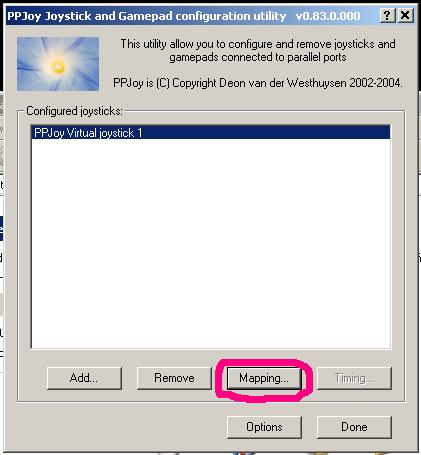 PPJoy Joystick and Gamepad configuration utility v0.83.0.000
This utility allow you to configure and remove joysticks and
gamepads connected to parallel ports
PPJoy is (C) Copyright Deon van der Westhuysen 2002-2004.
Configured joysticks:
PPJoy Virtual joystick 1
Add...
Remove
Mapping...
Timing...
Options
Done